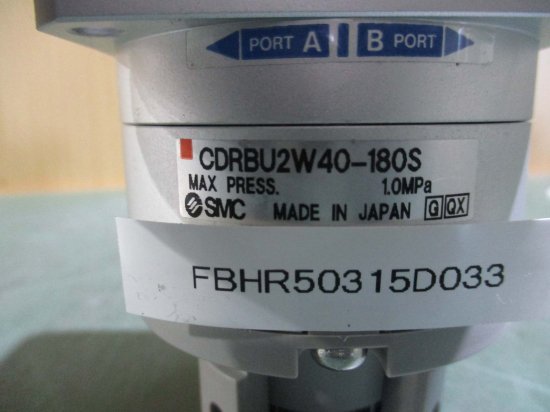 PORT A B PORT
CDRBU2W40-180S
MAX PRESS. 1.0MPa
SMC MADE IN JAPAN G QX
FBHR50315D033